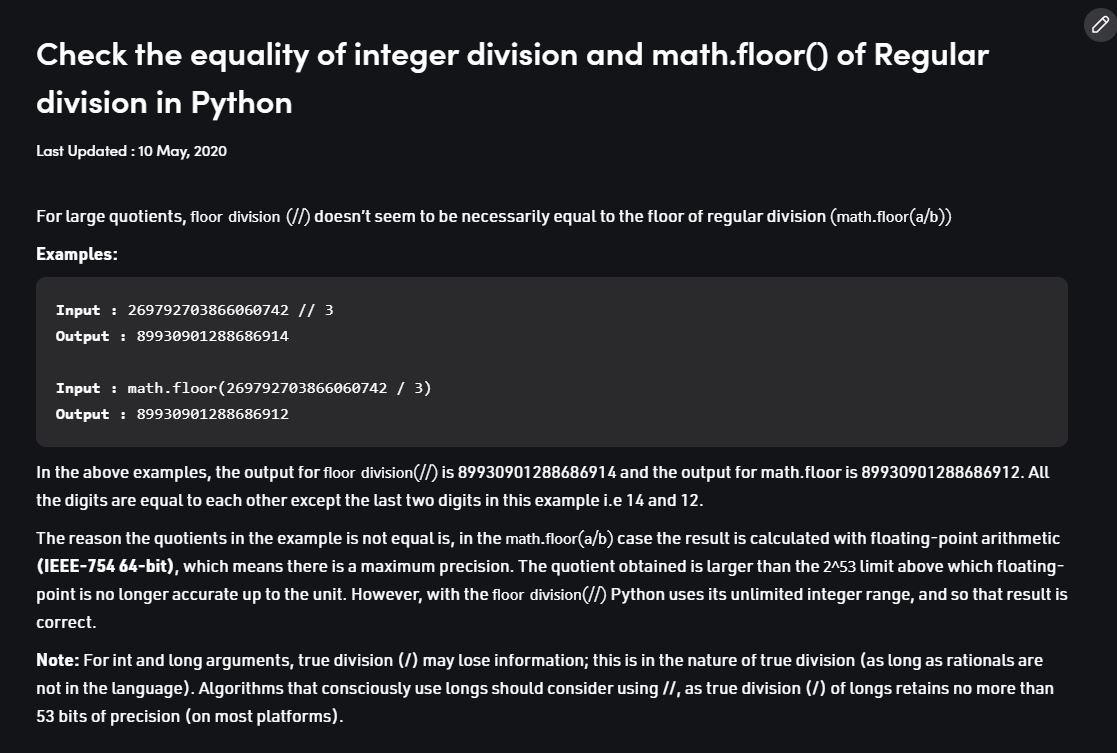 Check the equality of integer division and math.floor() of Regular
division in Python
Last Updated : 10 May, 2020
For large quotients, floor division (//) doesn’t seem to be necessarily equal to the floor of regular division (math.floor(a/b))
Examples:
Input : 269792703866060742 // 3
Output : 89930901288686914
Input : math.floor(269792703866060742 / 3)
Output : 89930901288686912
In the above examples, the output for floor division(//) is 89930901288686914 and the output for math.floor is 89930901288686912. All
the digits are equal to each other except the last two digits in this example i.e 14 and 12.
The reason the quotients in the example is not equal is, in the math.floor(a/b) case the result is calculated with floating-point arithmetic
(IEEE-754 64-bit), which means there is a maximum precision. The quotient obtained is larger than the 2^53 limit above which floating-
point is no longer accurate up to the unit. However, with the floor division(//) Python uses its unlimited integer range, and so that result is
correct.
Note: For int and long arguments, true division (/) may lose information; this is in the nature of true division (as long as rationals are
not in the language). Algorithms that consciously use longs should consider using //, as true division (/) of longs retains no more than
53 bits of precision (on most platforms).